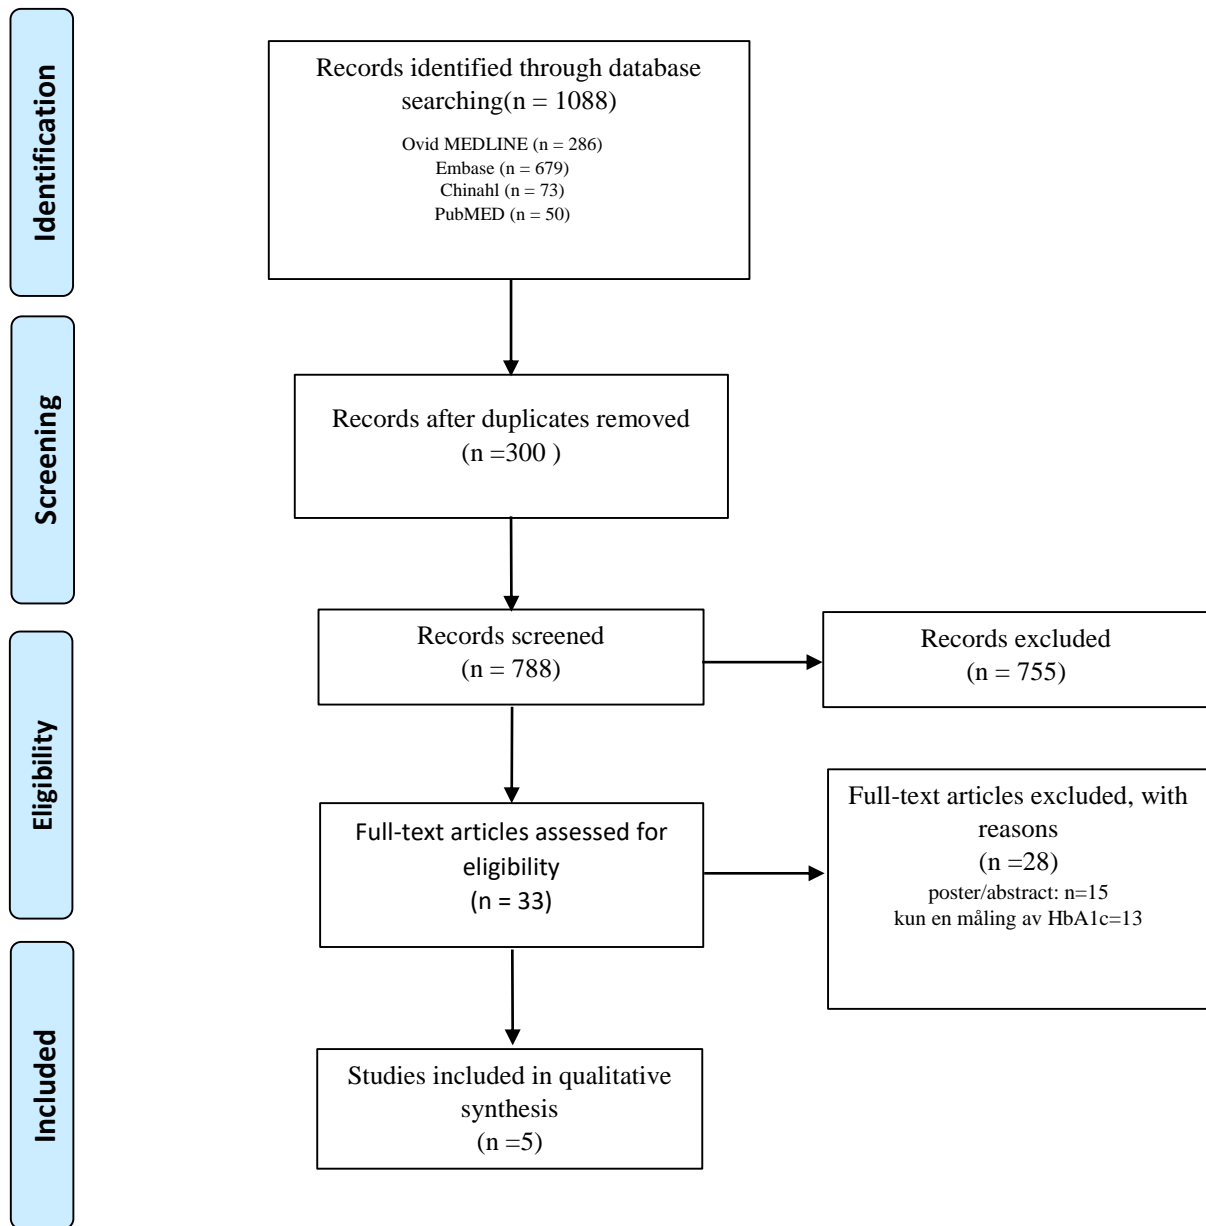 Identification
Records identified through database
searching(n = 1088)
Ovid MEDLINE (n = 286)
Embase (n = 679)
Chinahl (n = 73)
PubMED (n = 50)
Screening
Records after duplicates removed
(n =300 )
Records screened
(n = 788)
Records excluded
(n = 755)
Eligibility
Full-text articles assessed for
eligibility
(n = 33)
Full-text articles excluded, with
reasons
(n =28)
poster/abstract: n=15
kun en måling av HbA1c=13
Included
Studies included in qualitative
synthesis
(n =5)